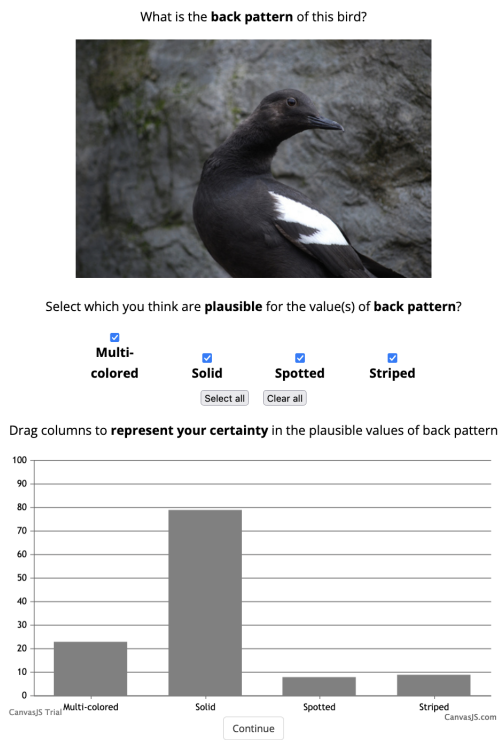 What is the back pattern of this bird?
Select which you think are plausible for the value(s) of back pattern?
Multi-
colored
Solid
Spotted
Striped
Select all
Clear all
Drag columns to represent your certainty in the plausible values of back pattern
100
90
80
70
60
50
40
30
20
10
0
Multi-colored
Solid
Spotted
Striped
CanvasJS Trial
CanvasJS.com
Continue